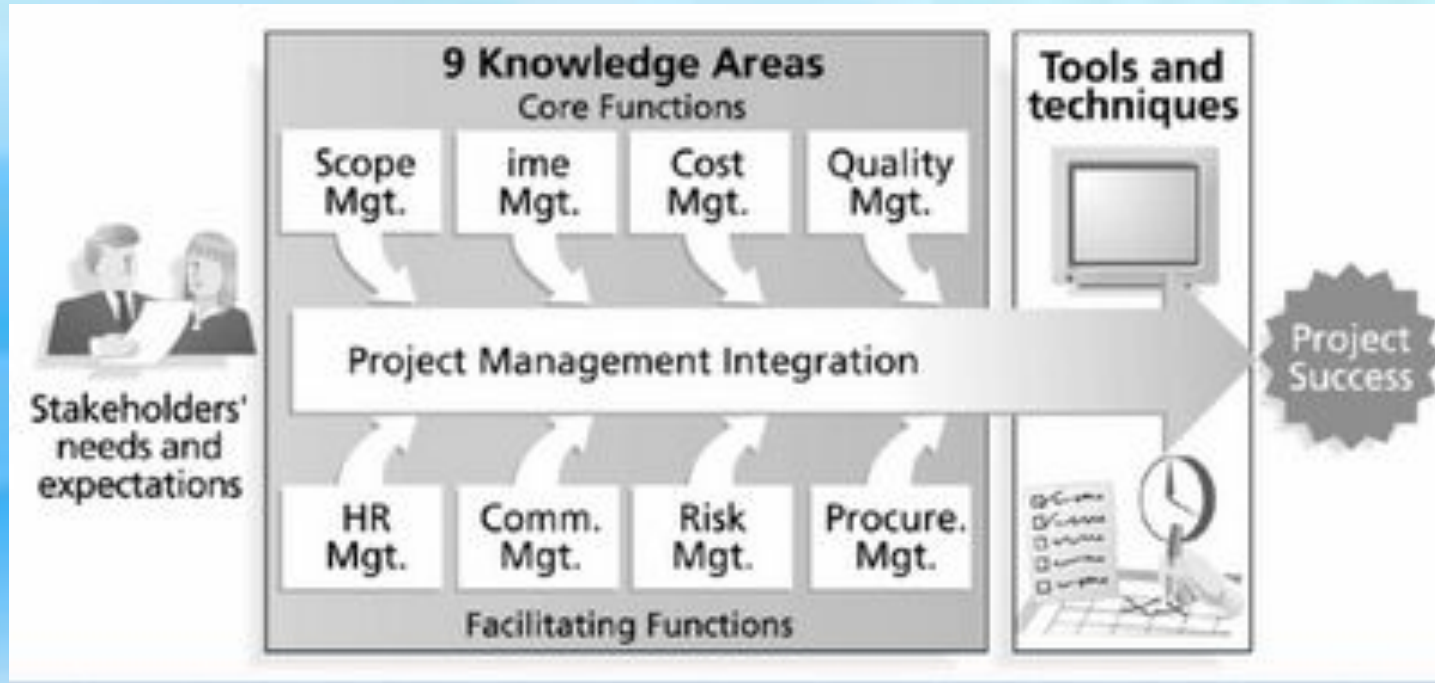 9 Knowledge Areas
Core Functions
Scope
Mgt.
ime
Mgt.
Cost
Mgt.
Quality
Mgt.
Stakeholders'
needs and
expectations
Project Management Integration
HR
Mgt.
Comm.
Mgt.
Risk
Mgt.
Procure.
Mgt.
Facilitating Functions
Tools and
techniques
Project
Success